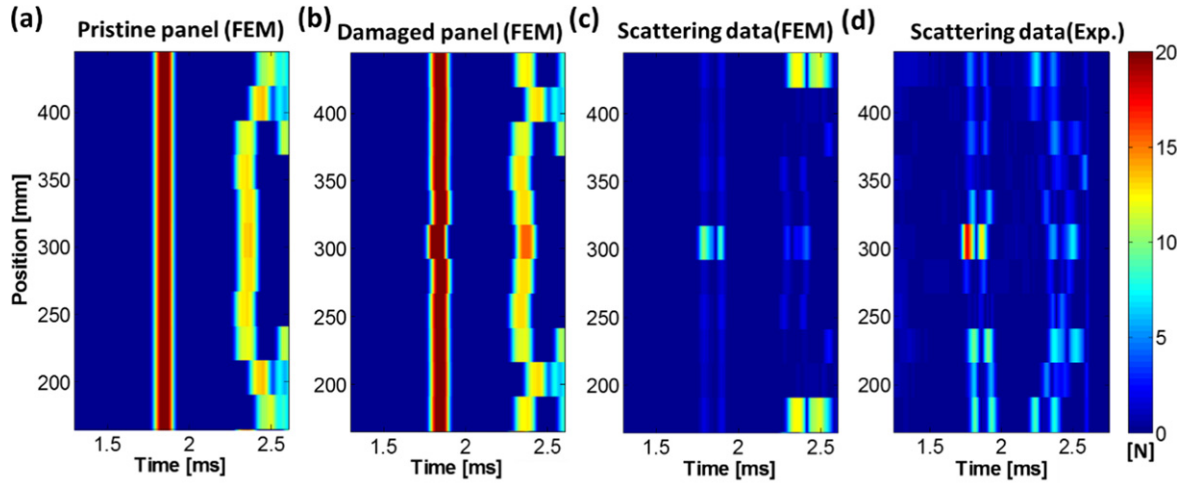 (a) (b) (c) (d)
Pristine panel (FEM) Damaged panel (FEM) Scattering data(FEM) Scattering data(Exp.)
Position [mm]
400 400 400 400 20
350 350 350 350 15
300 300 300 300 10
250 250 250 250 5
200 200 200 200 0
1.5 2 2.5 1.5 2 2.5 1.5 2 2.5 1.5 2 2.5 [N]
Time [ms] Time [ms] Time [ms] Time [ms]